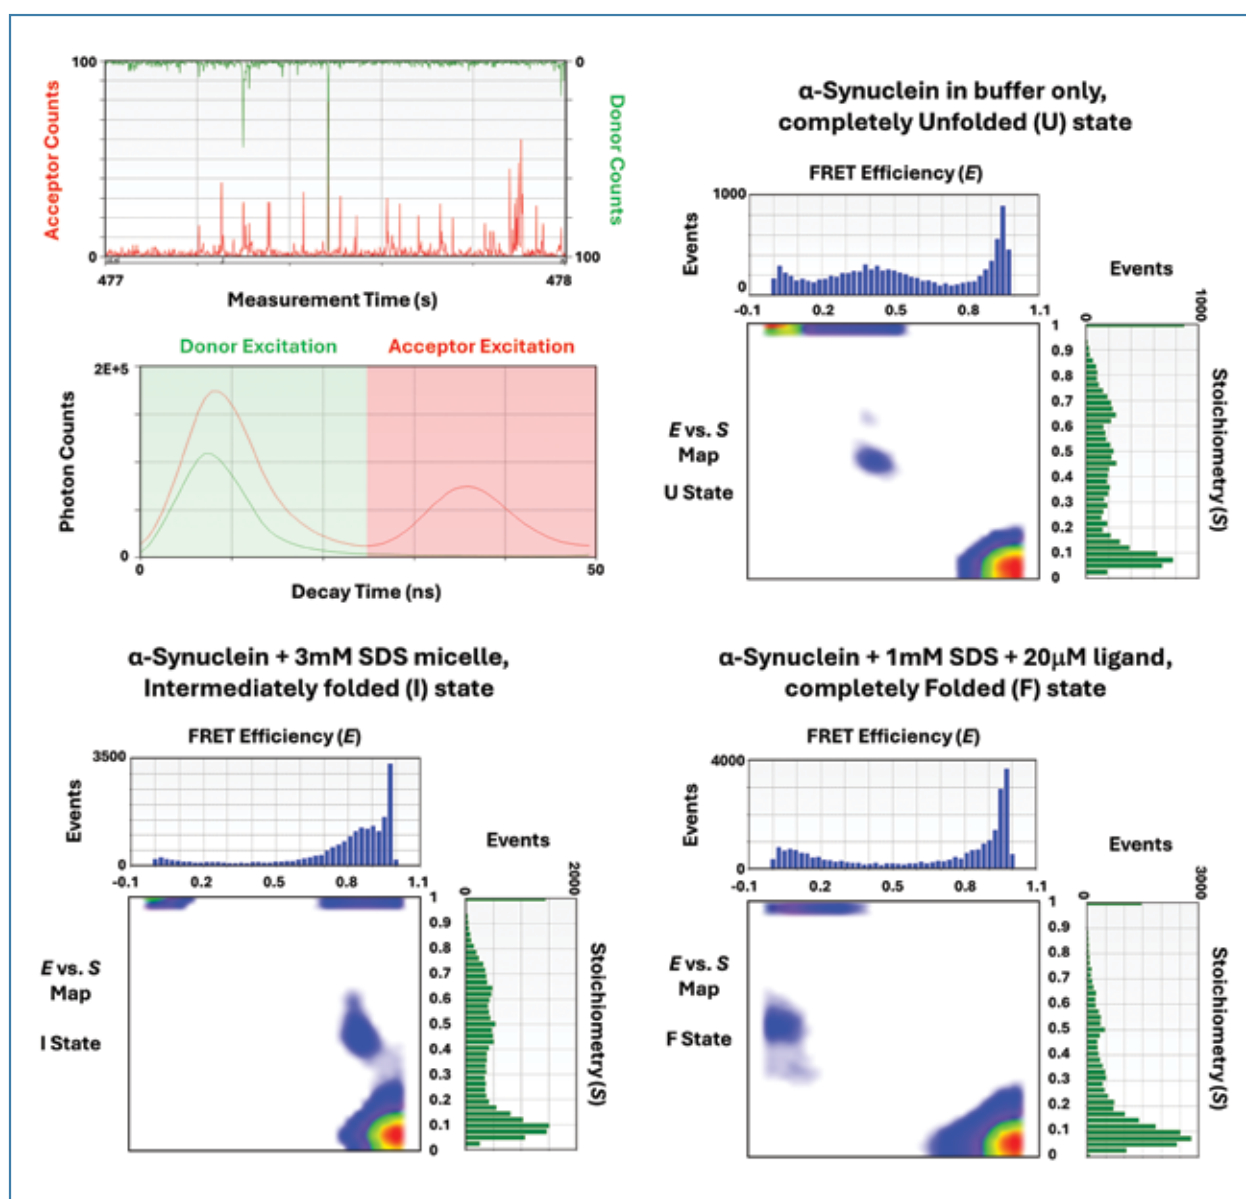 100
0
Acceptor Counts
Donor Counts
0
100
477
478
Measurement Time (s)
Donor Excitation
Acceptor Excitation
2E+5
Photon Counts
0
0
50
Decay Time (ns)
α-Synuclein in buffer only,
completely Unfolded (U) state
FRET Efficiency (E)
1000
Events
0
-0.1
0.2
0.5
0.8
1.1
Events
0
1000
E vs. S
Map
U State
1
0.9
0.8
0.7
0.6
0.5
0.4
0.3
0.2
0.1
0
Stoichiometry (S)
α-Synuclein + 3mM SDS micelle,
Intermediately folded (I) state
FRET Efficiency (E)
3500
Events
0
-0.1
0.2
0.5
0.8
1.1
Events
0
2000
E vs. S
Map
I State
1
0.9
0.8
0.7
0.6
0.5
0.4
0.3
0.2
0.1
0
Stoichiometry (S)
α-Synuclein + 1mM SDS + 20μM ligand,
completely Folded (F) state
FRET Efficiency (E)
4000
Events
0
-0.1
0.2
0.5
0.8
1.1
Events
0
30000
E vs. S
Map
F State
1
0.9
0.8
0.7
0.6
0.5
0.4
0.3
0.2
0.1
0
Stoichiometry (S)